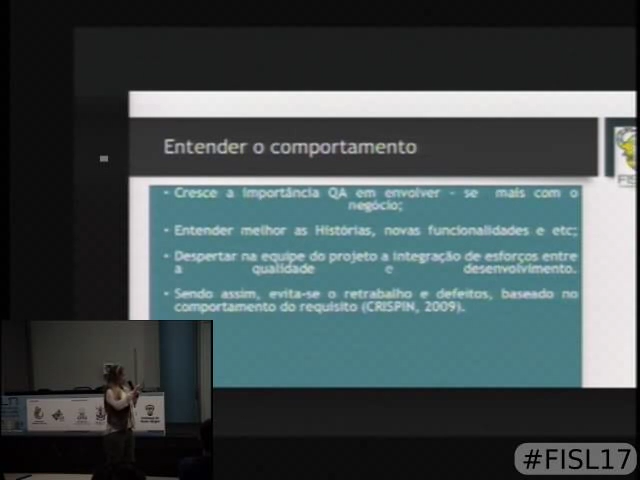 Entender o comportamento
• Cresce a importância QA em envolver - se mais com o
negócio;
• Entender melhor as Histórias, novas funcionalidades e etc;
• Despertar na equipe do projeto a integração de esforços entre
a qualidade e desenvolvimento.
• Sendo assim, evita-se o retrabalho e defeitos, baseado no
comportamento do requisito (CRISPIN, 2009).
FISL
#FISL17